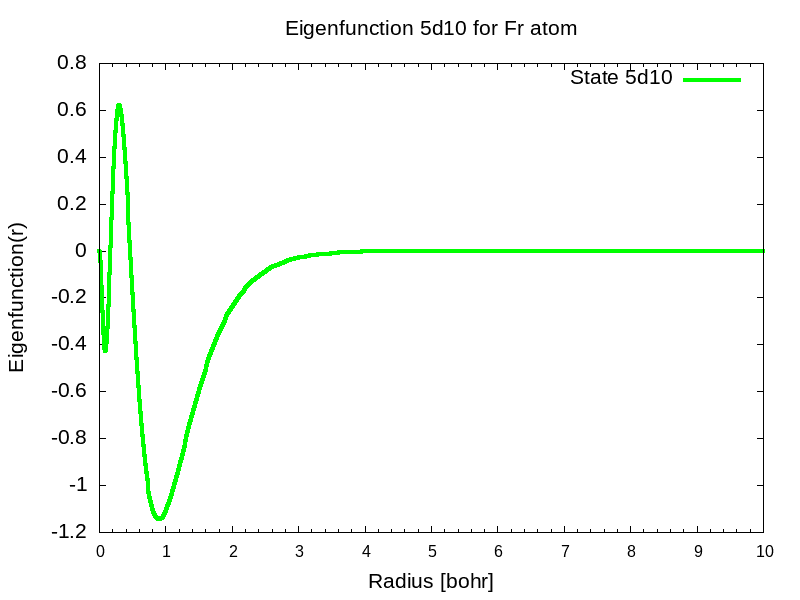 Eigenfunction 5d10 for Fr atom
State 5d10
Eigenfunction(r)
0.8
0.6
0.4
0.2
0
-0.2
-0.4
-0.6
-0.8
-1
-1.2
0 1 2 3 4 5 6 7 8 9 10
Radius [bohr]